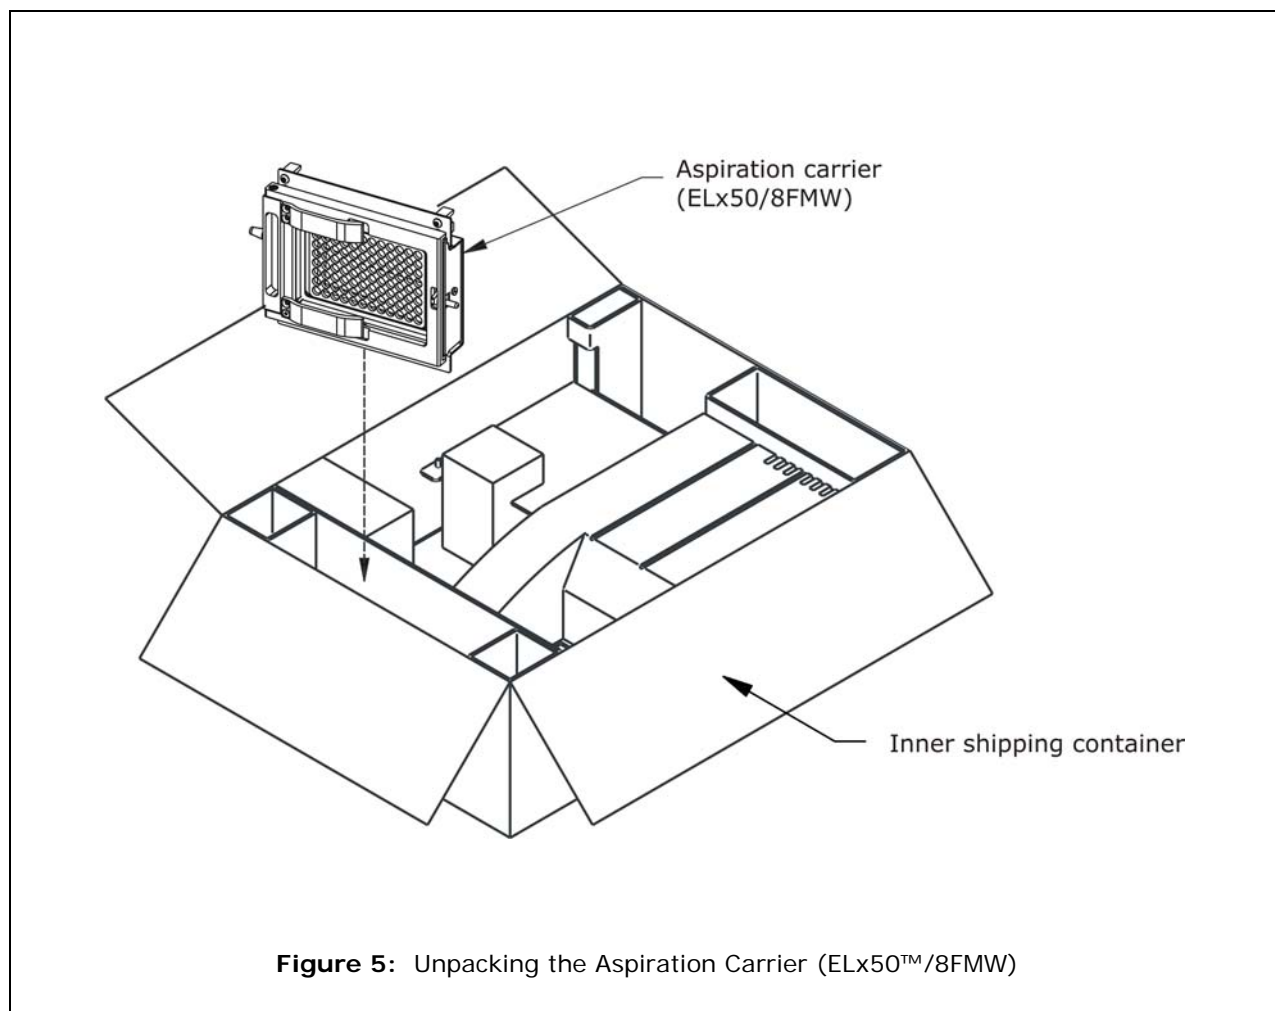 Aspiration carrier
(ELx50/8FMW)
Inner shipping container
Figure 5: Unpacking the Aspiration Carrier (ELx50™/8FMW)